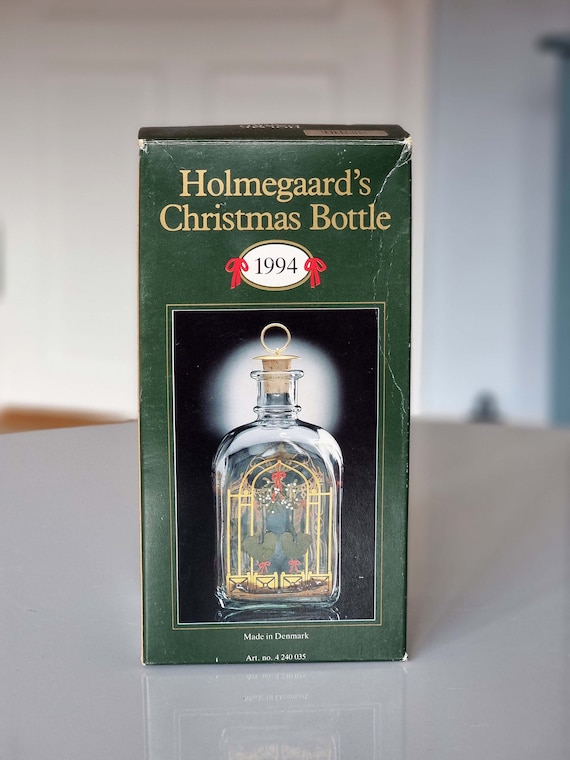 Holmegaard's
Christmas Bottle
1994
Made in Denmark
Art. no. 4 240 035